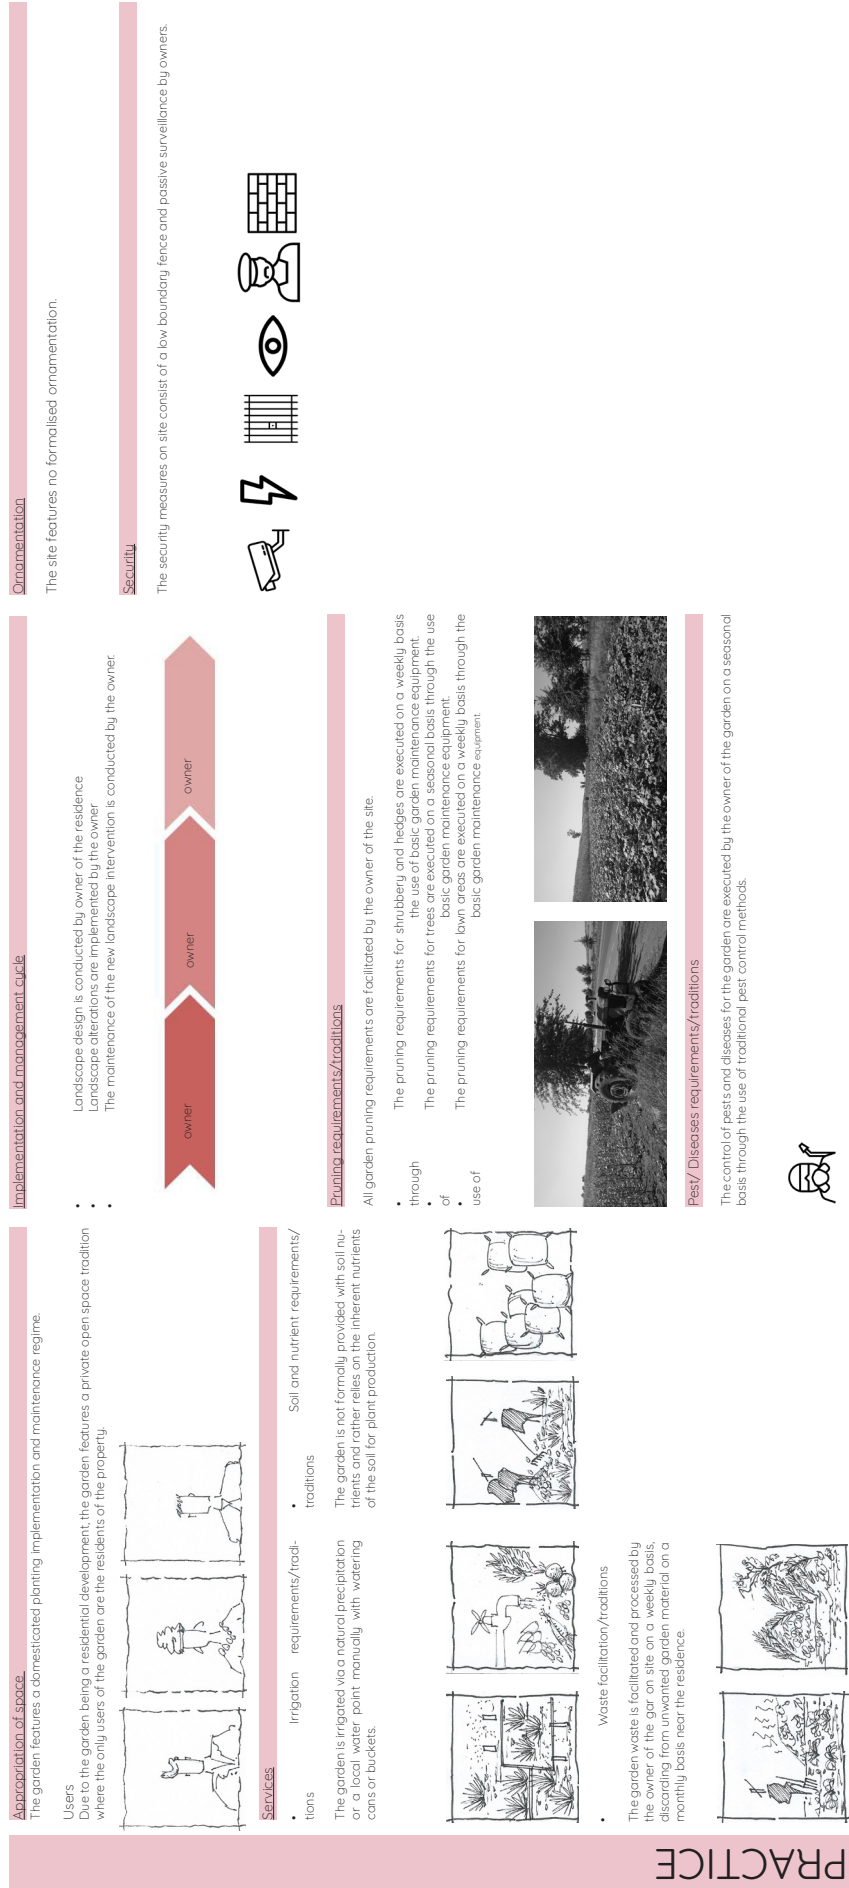 PRACTICE
Appropriation of space
The garden features a domesticated planting implementation and maintenance regime.
Users
Due to the garden being a residential development, the garden features a private open space tradition
where the only users of the garden are the residents of the property.
Services
• Irrigation requirements/tradi-
tions
The garden is irrigated via a natural precipitation
or a local water point manually with watering
cans or buckets.
• Soil and nutrient requirements/
traditions
The garden is not formally provided with soil nu-
trients and rather relies on the inherent nutrients
of the soil for plant production.
• Waste facilitation/traditions
The garden waste is facilitated and processed by
the owner of the gar on site on a weekly basis,
discarding from unwanted garden material on a
monthly basis near the residence.
Implementation and management cycle
• Landscape design is conducted by owner of the residence
• Landscape alterations are implemented by the owner
• The maintenance of the new landscape intervention is conducted by the owner.
owner owner owner
Pruning requirements/traditions
All garden pruning requirements are facilitated by the owner of the site.
• The pruning requirements for shrubbery and hedges are executed on a weekly basis
through the use of basic garden maintenance equipment.
• The pruning requirements for trees are executed on a seasonal basis through the use
of basic garden maintenance equipment.
• The pruning requirements for lawn areas are executed on a weekly basis through the
use of basic garden maintenance equipment.
Pest/ Diseases requirements/traditions
The control of pests and diseases for the garden are executed by the owner of the garden on a seasonal
basis through the use of traditional pest control methods.
Ornamentation
The site features no formalised ornamentation.
Security
The security measures on site consist of a low boundary fence and passive surveillance by owners.